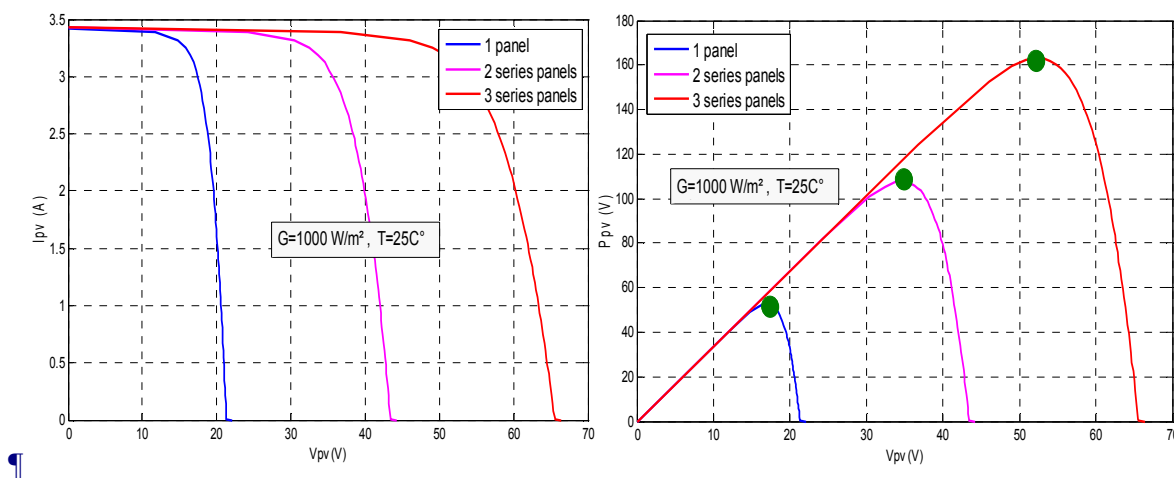 3.5
3
2.5
2
1.5
1
0.5
0
0 10 20 30 40 50 60 70
Ipv (A)
Vpv (V)
1 panel
2 series panels
3 series panels
G=1000 W/m² , T=25C°
180
160
140
120
100
80
60
40
20
0
0 10 20 30 40 50 60 70
Ppv (V)
Vpv (V)
1 panel
2 series panels
3 series panels
G=1000 W/m² , T=25C°
¶